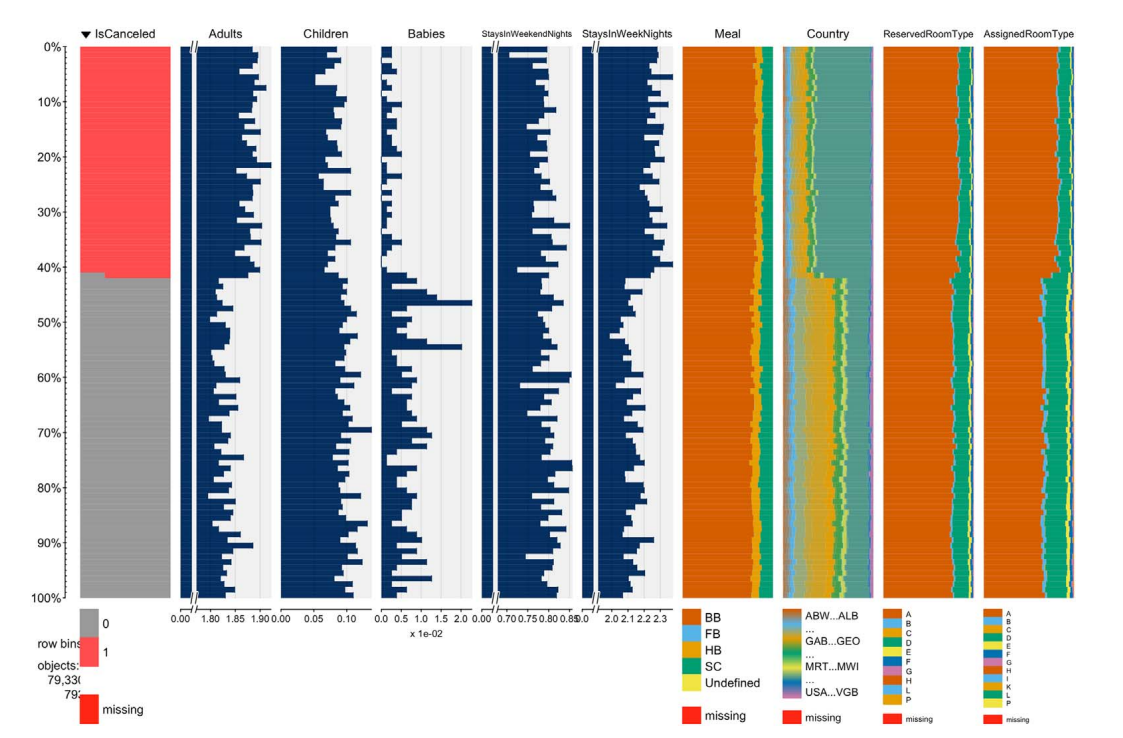 ▼ IsCanceled Adults Children Babies StaysInWeekendNights StaysInWeekNights Meal Country ReservedRoomType AssignedRoomType
0%
10%
20%
30%
40%
50%
60%
70%
80%
90%
100%
0.00 1.80 1.85 1.90 0.00 0.05 0.10 0.0 0.5 1.0 1.5 2.0 0.00 0.70 0.75 0.80 2.0 2.1 2.2 2.3
x 1e-02
0
1
missing
row bins
objects:
79,330
793
BB
FB
HB
SC
Undefined
missing
ABW...ALB
...
GAB...GEO
...
MRT...MWI
...
USA...VGB
missing
A
B
C
D
E
F
G
H
L
P
missing
A
B
C
D
E
F
G
H
I
K
L
P
missing